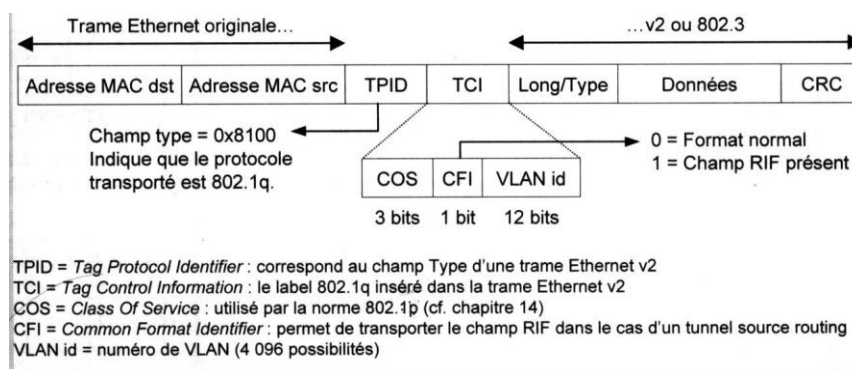 Trame Ethernet originale...
...v2 ou 802.3
Adresse MAC dst
Adresse MAC src
TPID
TCI
Long/Type
Données
CRC
Champ type = 0x8100
Indique que le protocole
transporté est 802.1q.
0 = Format normal
1 = Champ RIF présent
COS
CFI
VLAN id
3 bits
1 bit
12 bits
TPID = Tag Protocol Identifier : correspond au champ Type d'une trame Ethernet v2
TCI = Tag Control Information : le label 802.1q inséré dans la trame Ethernet v2
COS = Class Of Service : utilisé par la norme 802.1p (cf. chapitre 14)
CFI = Common Format Identifier : permet de transporter le champ RIF dans le cas d'un tunnel source routing
VLAN id = numéro de VLAN (4 096 possibilités)